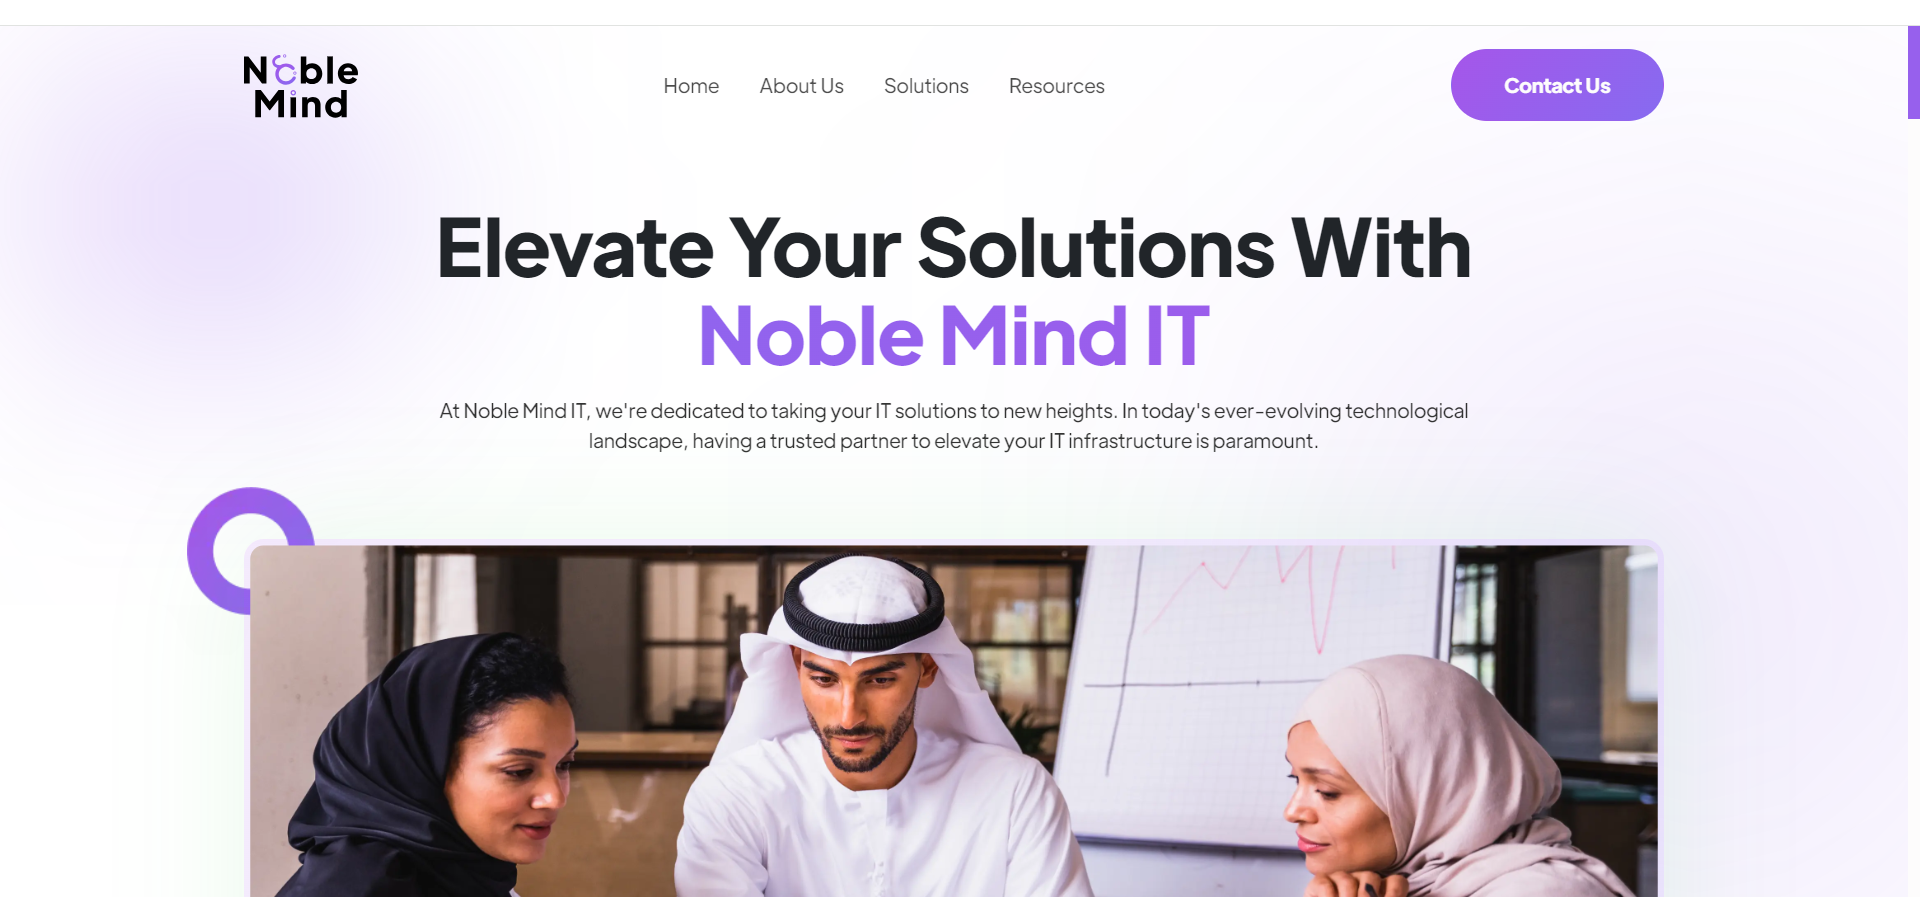 Noble
Mind
Home About Us Solutions Resources
Contact Us
Elevate Your Solutions With
Noble Mind IT
At Noble Mind IT, we're dedicated to taking your IT solutions to new heights. In today's ever-evolving technological
landscape, having a trusted partner to elevate your IT infrastructure is paramount.